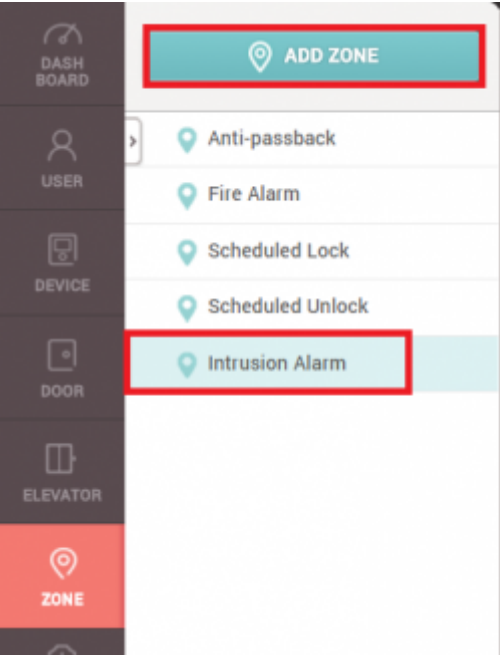 DASH
BOARD
USER
DEVICE
DOOR
ELEVATOR
ZONE
ADD ZONE
Anti-passback
Fire Alarm
Scheduled Lock
Scheduled Unlock
Intrusion Alarm